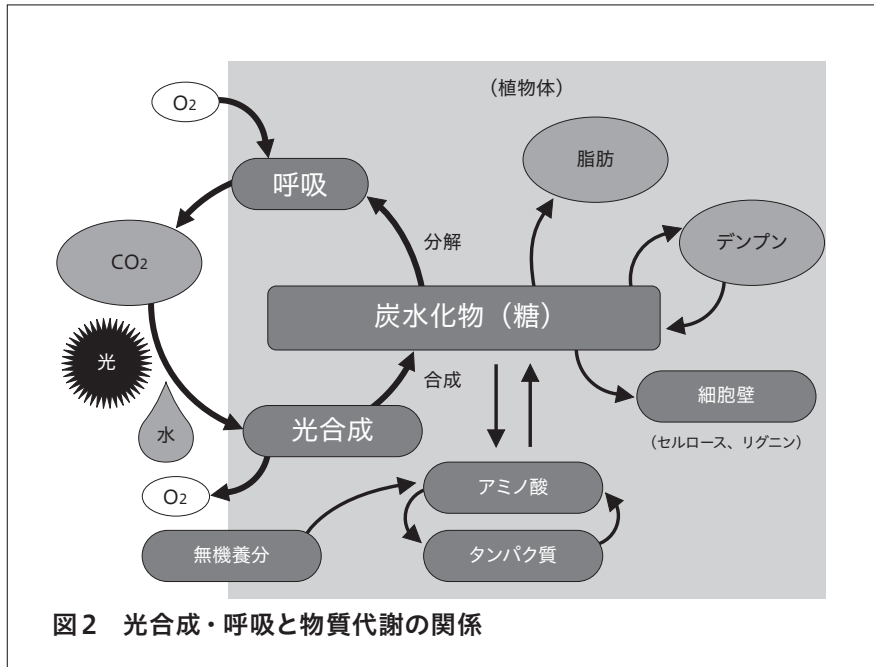 (植物体)
O2
脂肪
呼吸
デンプン
分解
CO2
炭水化物(糖)
光
合成
細胞壁
水
光合成
(セルロース、リグニン)
アミノ酸
O2
無機養分
タンパク質
図2 光合成・呼吸と物質代謝の関係